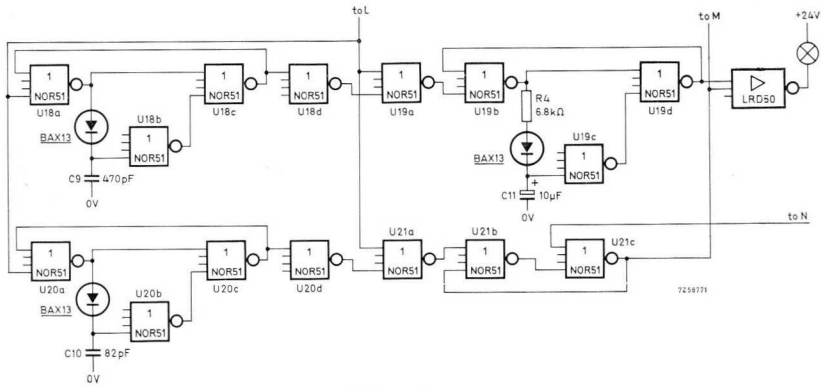 to L
to M
+24V
1
NOR51
U18a
1
NOR51
U18c
1
NOR51
U18d
1
NOR51
U19a
1
NOR51
U19b
1
NOR51
U19d
LRD50
R4
6.8kΩ
BAX13
U18b
1
NOR51
C9
470pF
0V
BAX13
U19c
1
NOR51
C11
+
10μF
0V
to N
1
NOR51
U20a
1
NOR51
U20c
1
NOR51
U20d
U21a
1
NOR51
U21b
1
NOR51
U21c
1
NOR51
BAX13
U20b
1
NOR51
C10
82pF
0V
7Z58771